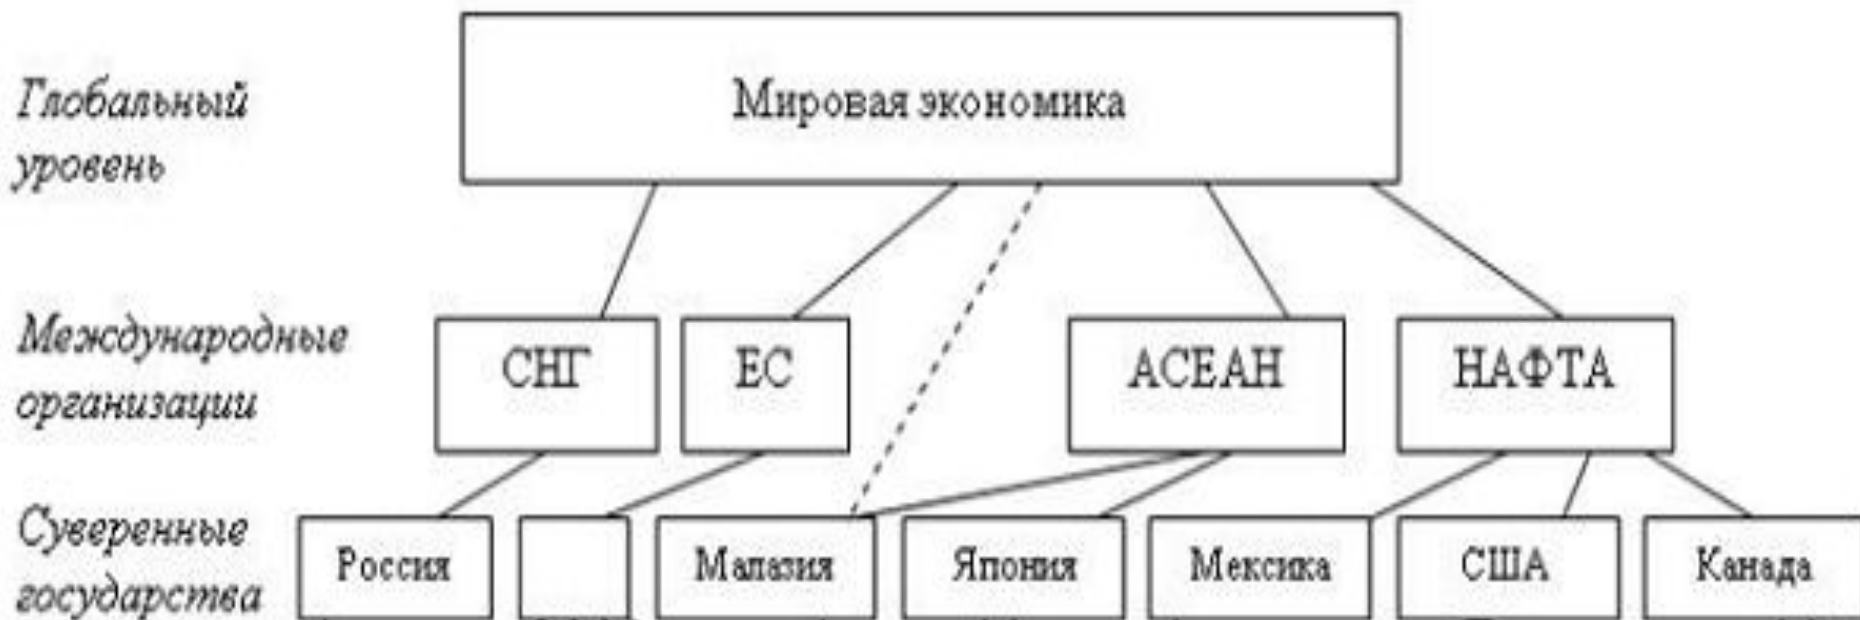 Глобальный
уровень
Мировая экономика
Международные
организации
СНГ
ЕС
АСЕАН
НАФТА
Суверенные
государства
Россия
Малазия
Япония
Мексика
США
Канада